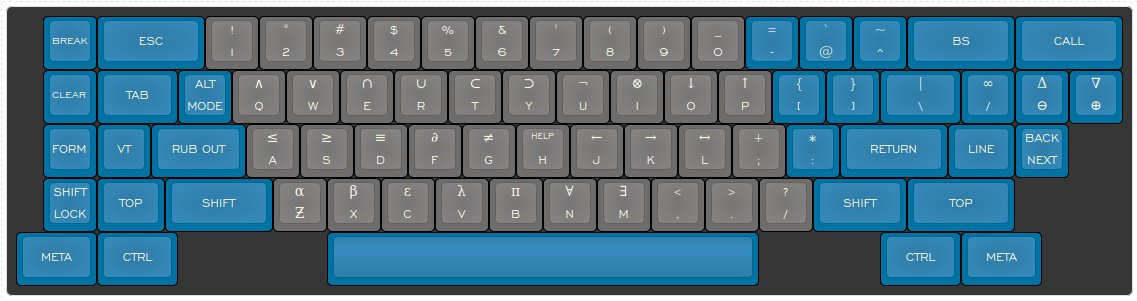 BREAK ESC ! " # $ % & ' ( ) _ = ` ~ BS CALL
1 2 3 4 5 6 7 8 9 0 - @ ^
CLEAR TAB ALT ∧ ∨ ∩ ∪ ⊂ ⊃ ¬ ⊗ ↓ ↑ { } | ∞ Δ ∇
MODE Q W E R T Y U I O P [ ] \ / ⊖ ⊕
FORM VT RUB OUT ≤ ≥ ≡ ∂ ≠ HELP ← → ↔ + * RETURN LINE BACK
A S D F G H J K L ; : NEXT
SHIFT TOP SHIFT α β ε λ π ∀ ∃ < > ? SHIFT TOP
LOCK Z X C V B N M , . /
META CTRL CTRL META